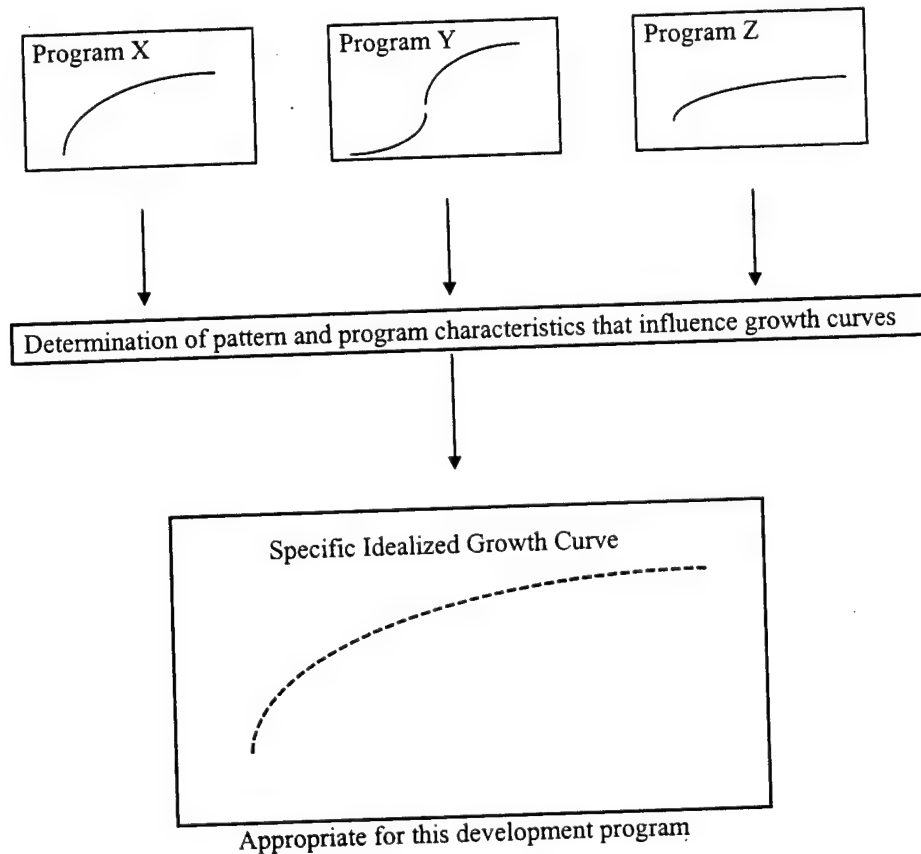 Program X
Program Y
Program Z
Determination of pattern and program characteristics that influence growth curves
Specific Idealized Growth Curve
Appropriate for this development program